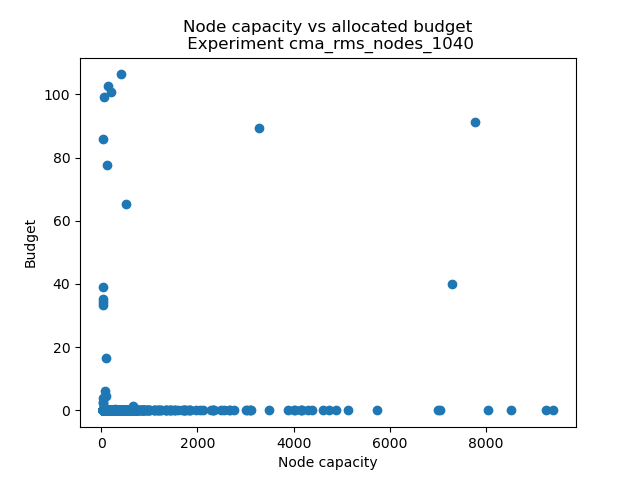 Node capacity vs allocated budget
Experiment cma_rms_nodes_1040
100
80
60
40
20
0
Budget
0 2000 4000 6000 8000
Node capacity